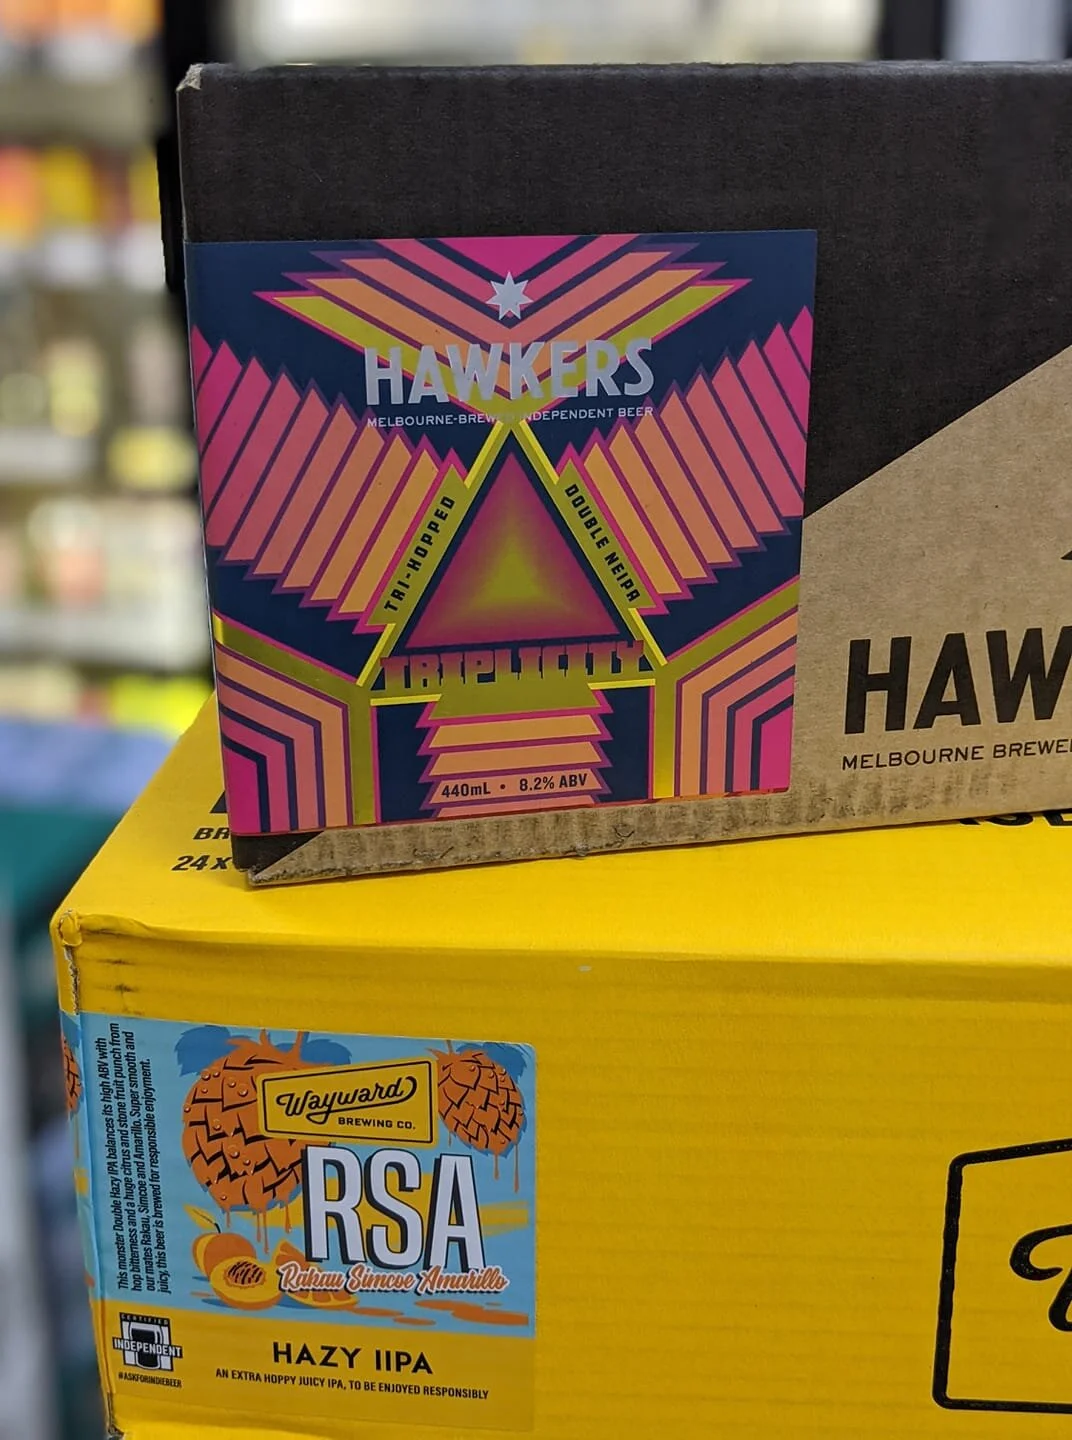 HAWKERS
MELBOURNE-BREWED INDEPENDENT BEER
TRI-HOPPED
DOUBLE NEIPA
TRIPLICITY
440mL • 8.2% ABV
HAW
MELBOURNE BREWE
BR
24 x
This monster Double Hazy IPA balances its high ABV with
hop bitterness and a huge citrus and stone fruit punch from
our mates Rakau, Simcoe and Amarillo. Super smooth and
juicy, this beer is brewed for responsible enjoyment.
Wayward
BREWING CO.
RSA
Rakau Simcoe Amarillo
CERTIFIED
INDEPENDENT
#ASKFORINDIEBEER
HAZY IIPA
AN EXTRA HOPPY JUICY IPA, TO BE ENJOYED RESPONSIBLY